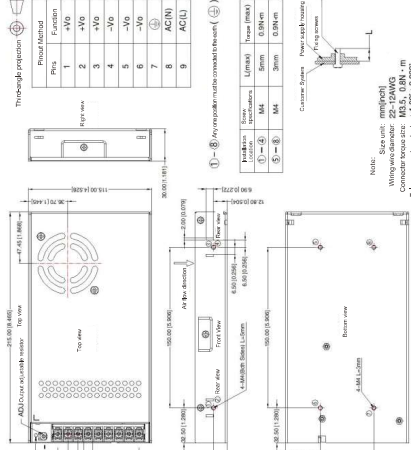 Third-angle projection
Pinout Method
Pins Function
1 +Vo
2 +Vo
3 +Vo
4 -Vo
5 -Vo
6 -Vo
7
8 AC(N)
9 AC(L)
Right view
30.00 [1.181]
①-⑧ Any one position must be connected to the earth (⏚)
Installation Location Screw specifications L(max) Torque (max)
①-④ M4 5mm 0.9N·m
⑤-⑧ M4 3mm 0.9N·m
Customer System
Power supply housing
Fixing screws
L
Note:
Size unit: mm[inch]
Wiring wire diameter: 22-12AWG
Connector torque size: M3.5, 0.8N·m
215.00 [8.465]
47.45 [1.868]
115.00 [4.528]
36.70 [1.445]
Top view
ADJ Output adjustable resistor
Top view
2.00 [0.079]
Air flow direction
150.00 [5.906]
32.50 [1.280]
6.50 [0.256]
6.50 [0.256]
12.80 [0.504]
Rear view
Front View
Rear view
4-M4(Both Sides) L=5mm
150.00 [5.906]
32.50 [1.280]
Bottom view
4-M4 L=3mm